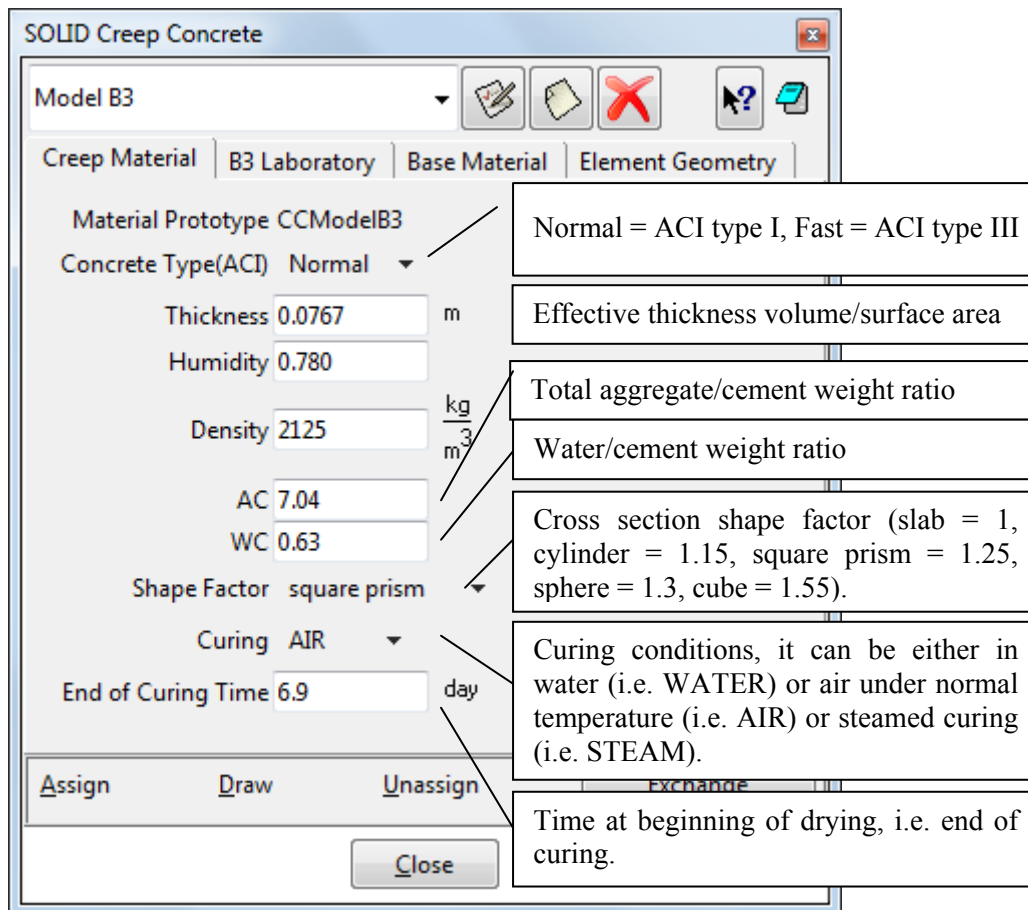 SOLID Creep Concrete
Model B3
Creep Material
B3 Laboratory
Base Material
Element Geometry
Material Prototype CCModelB3
Concrete Type(ACI) Normal
Normal = ACI type I, Fast = ACI type III
Thickness 0.0767 m
Effective thickness volume/surface area
Humidity 0.780
Total aggregate/cement weight ratio
Density 2125 kg/m³
Water/cement weight ratio
AC 7.04
WC 0.63
Cross section shape factor (slab = 1,
cylinder = 1.15, square prism = 1.25,
sphere = 1.3, cube = 1.55).
Shape Factor square prism
Curing AIR
Curing conditions, it can be either in
water (i.e. WATER) or air under normal
temperature (i.e. AIR) or steamed curing
(i.e. STEAM).
End of Curing Time 6.9 day
Assign Draw Unassign Exchange
Time at beginning of drying, i.e. end of
curing.
Close